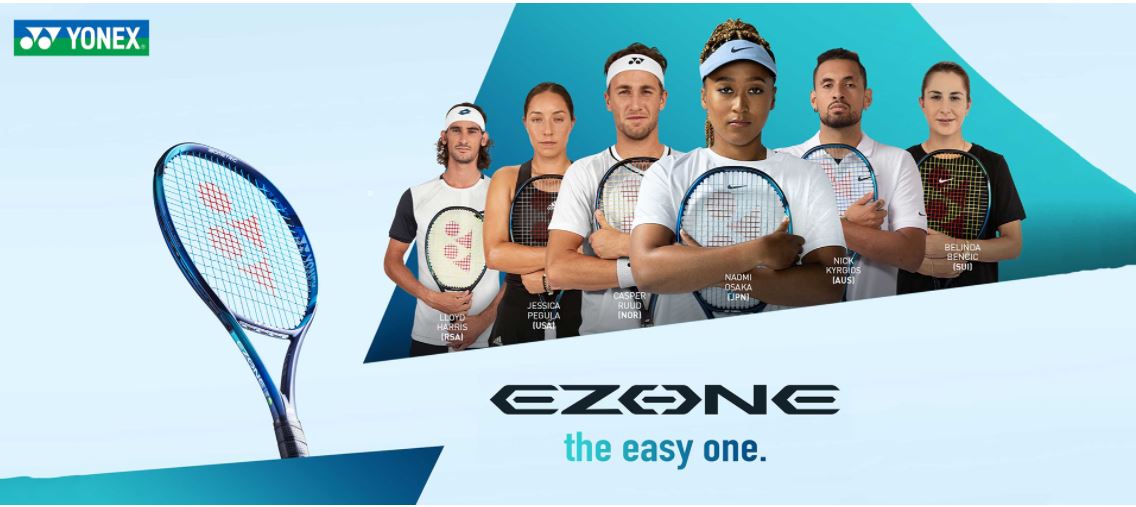 YONEX
LLOYD
HARRIS
(RSA)
JESSICA
PEGULA
(USA)
CASPER
RUUD
(NOR)
NAOMI
OSAKA
(JPN)
NICK
KYRGIOS
(AUS)
BELINDA
BENCIC
(SUI)
EZONE
EZONE
the easy one.